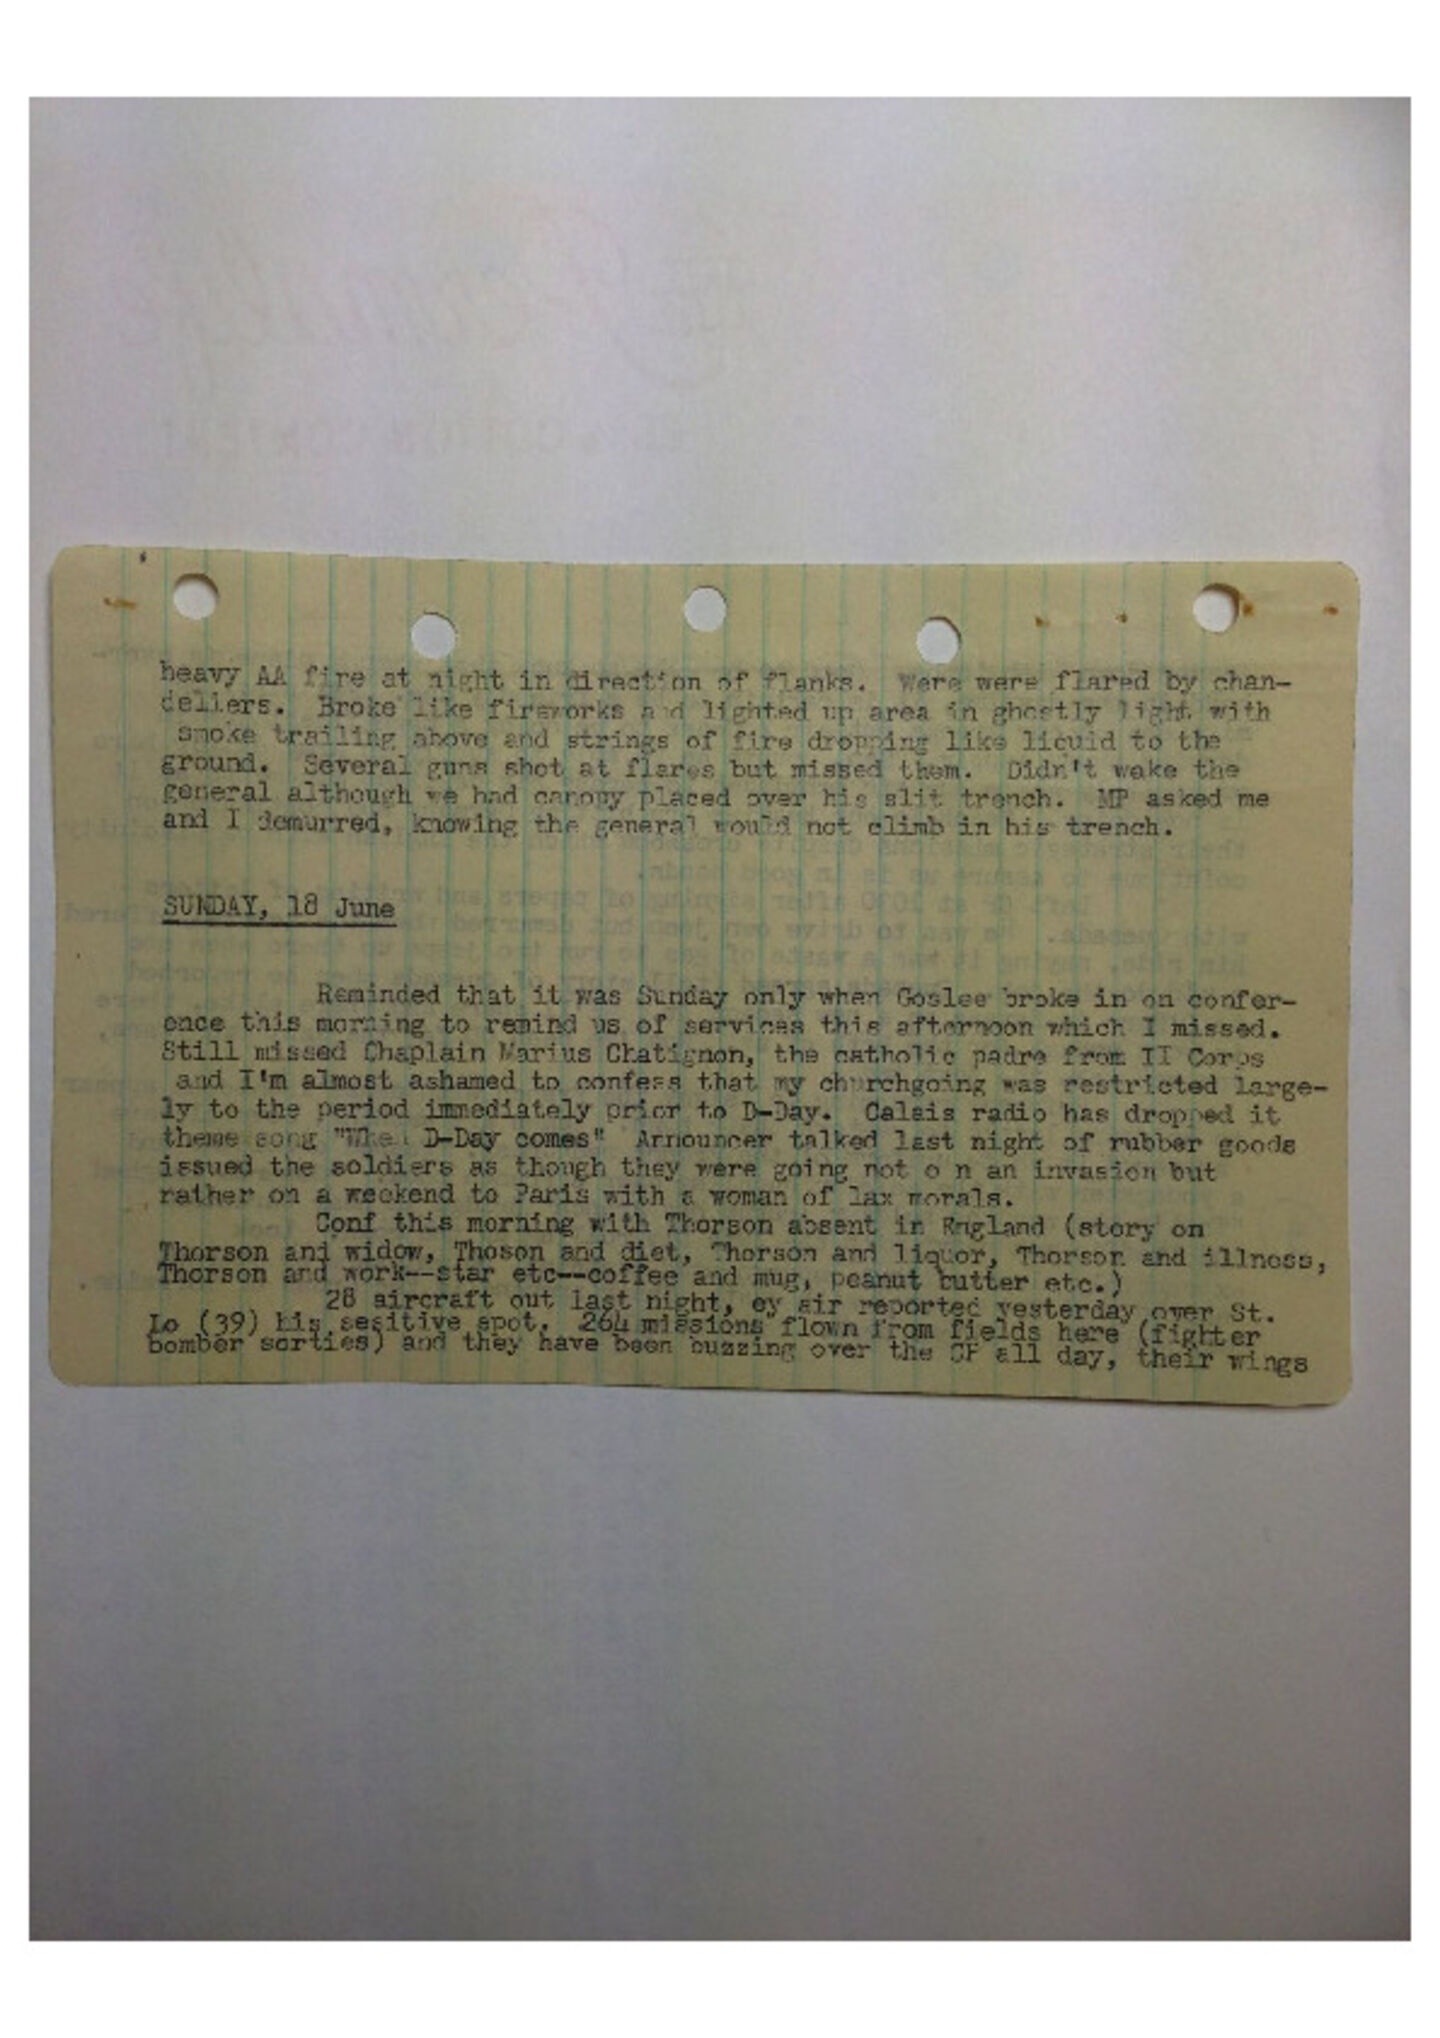 heavy AA fire at night in direction of flanks.  Were were flared by chan-
deliers.  Broke like fireworks and lighted up area in ghostly light with
smoke trailing above and strings of fire dropping like liquid to the
ground.  Several guns shot at flares but missed them.  Didn't wake the
general although we had canopy placed over his slit trench.  MP asked me
and I demurred, knowing the general would not climb in his trench.
SUNDAY, 18 June
Reminded that it was Sunday only when Goslee broke in on confer-
ence this morning to remind us of services this afternoon which I missed.
Still missed Chaplain Marius Chatignon, the catholic padre from II Corps
and I'm almost ashamed to confess that my churchgoing was restricted large-
ly to the period immediately prior to D-Day.  Calais radio has dropped it
theme song "When D-Day comes"  Announcer talked last night of rubber goods
issued the soldiers as though they were going not o n an invasion but
rather on a weekend to Paris with a woman of lax morals.
Conf this morning with Thorson absent in England (story on
Thorson and widow, Thoson and diet, Thorson and liquor, Thorson and illness,
Thorson and work--star etc--coffee and mug, peanut butter etc.)
28 aircraft out last night, ey air reported yesterday over St.
Lo (39) his sesitive spot.  264 missions flown from fields here (fighter
bomber sorties) and they have been buzzing over the CP all day, their wings